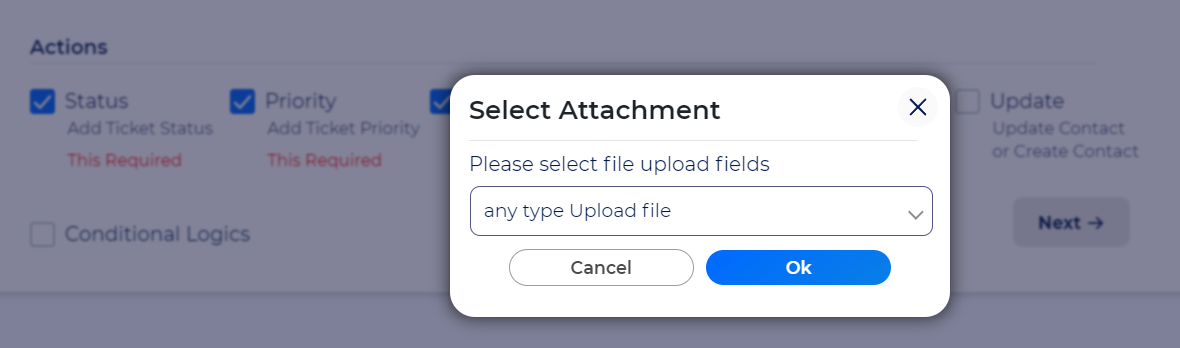 Actions
Status
Add Ticket Status
This Required
Priority
Add Ticket Priority
This Required
Update
Update Contact
or Create Contact
Conditional Logics
Next →
Select Attachment
Please select file upload fields
any type Upload file
Cancel
Ok